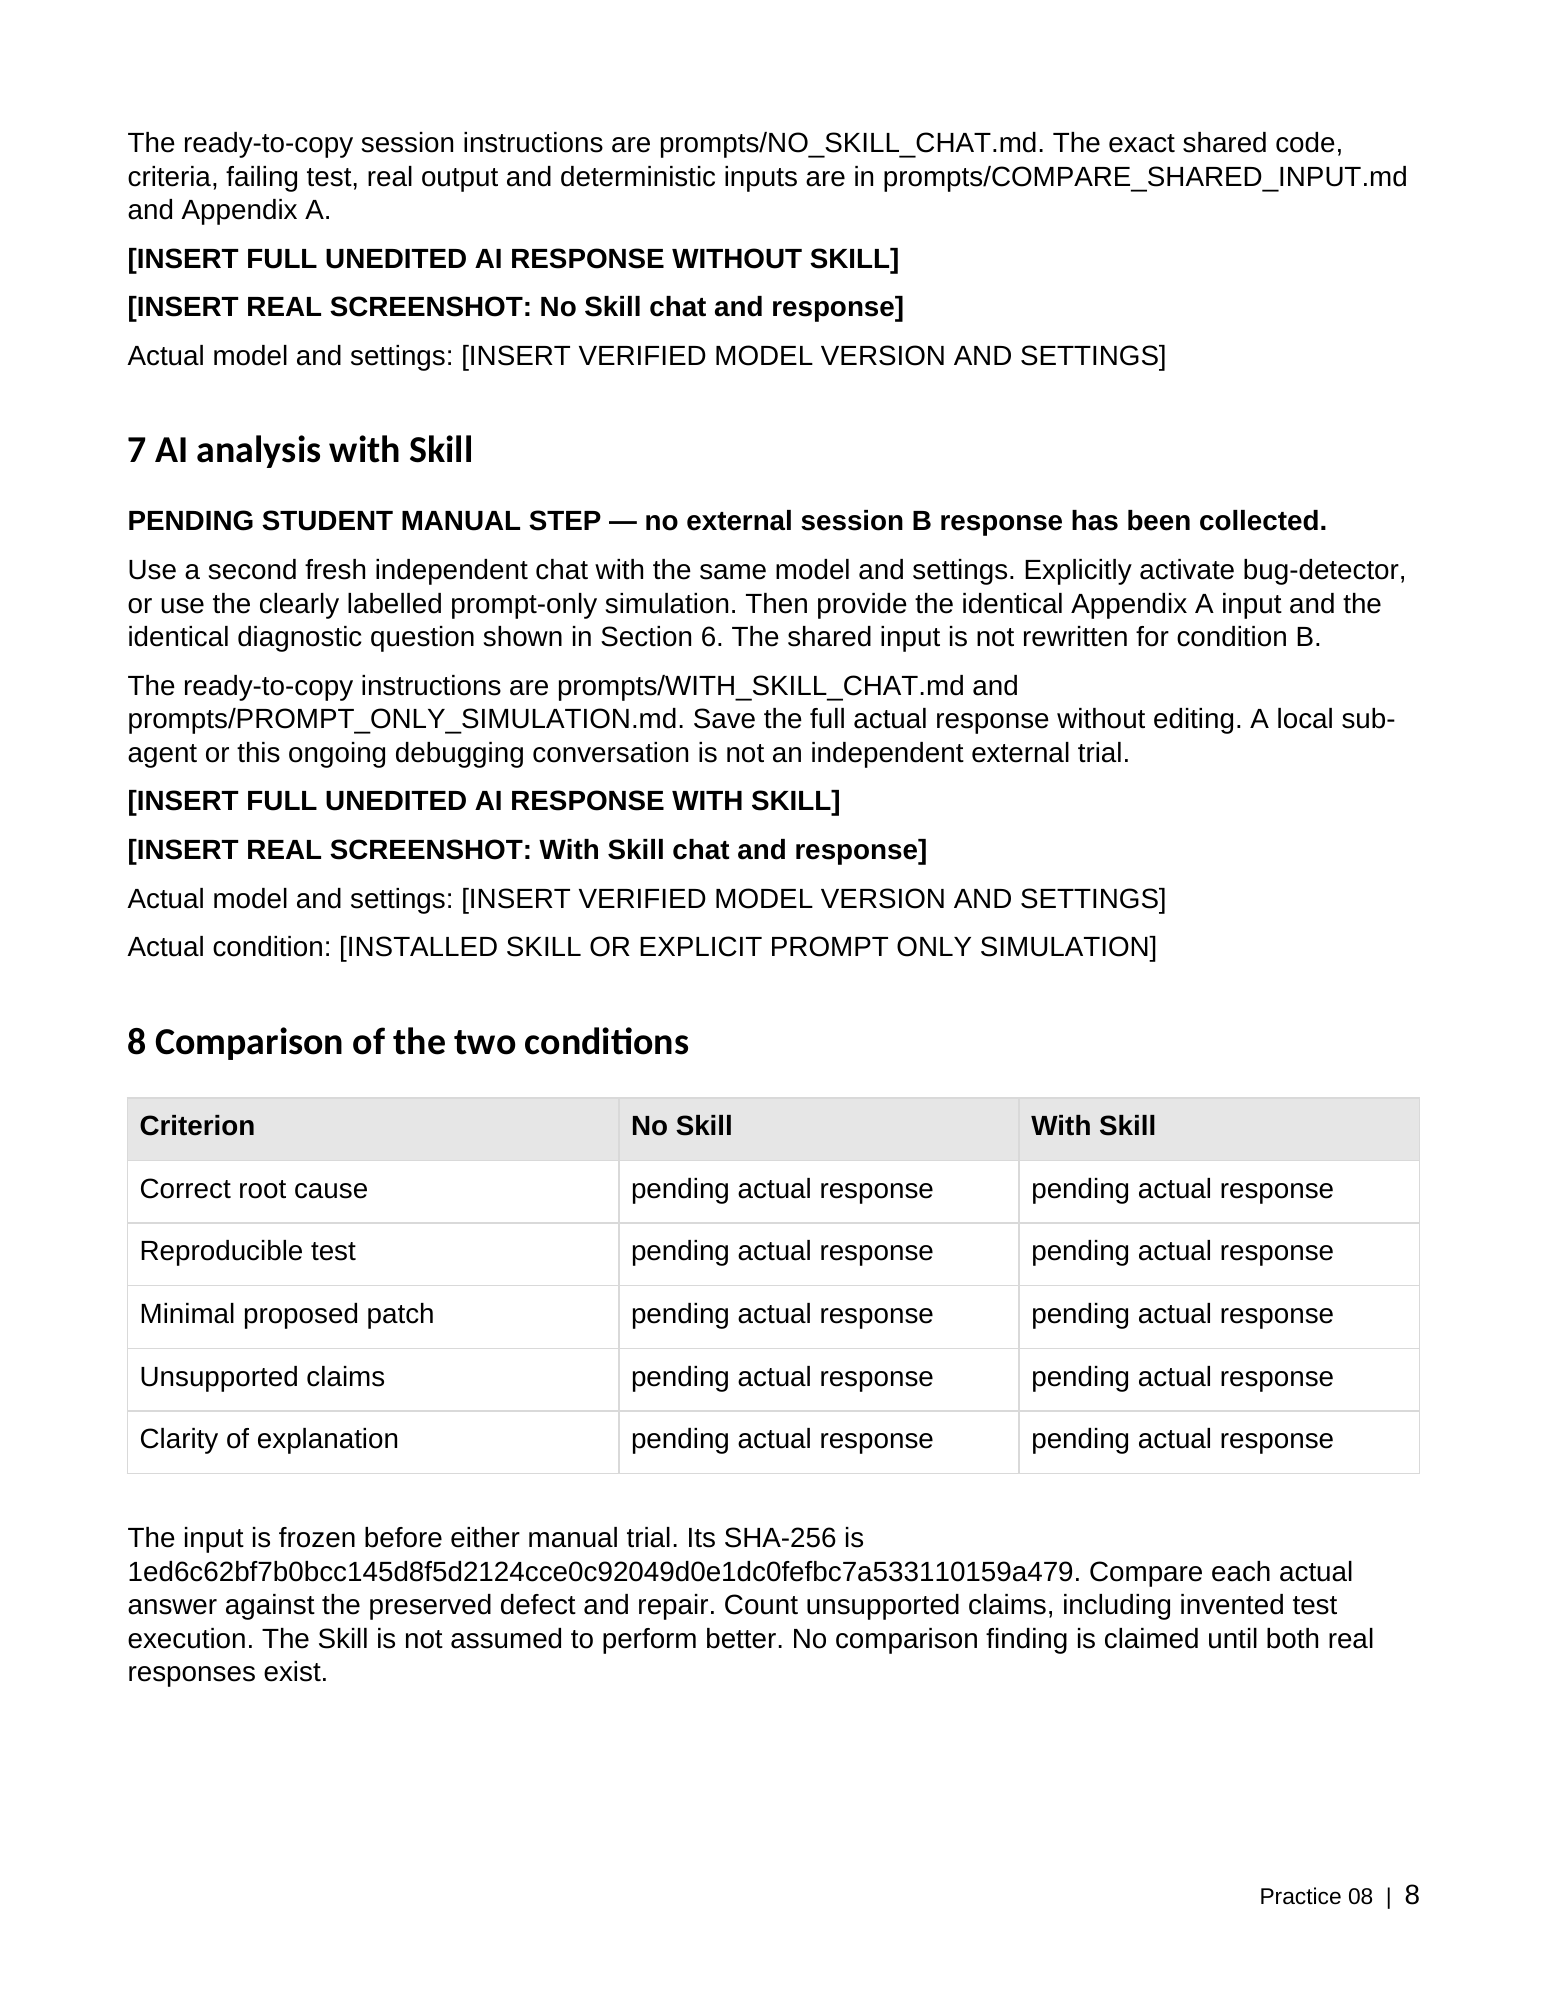 The ready-to-copy session instructions are prompts/NO_SKILL_CHAT.md. The exact shared code,
criteria, failing test, real output and deterministic inputs are in prompts/COMPARE_SHARED_INPUT.md
and Appendix A.
[INSERT FULL UNEDITED AI RESPONSE WITHOUT SKILL]
[INSERT REAL SCREENSHOT: No Skill chat and response]
Actual model and settings: [INSERT VERIFIED MODEL VERSION AND SETTINGS]
7 AI analysis with Skill
PENDING STUDENT MANUAL STEP — no external session B response has been collected.
Use a second fresh independent chat with the same model and settings. Explicitly activate bug-detector,
or use the clearly labelled prompt-only simulation. Then provide the identical Appendix A input and the
identical diagnostic question shown in Section 6. The shared input is not rewritten for condition B.
The ready-to-copy instructions are prompts/WITH_SKILL_CHAT.md and
prompts/PROMPT_ONLY_SIMULATION.md. Save the full actual response without editing. A local sub-
agent or this ongoing debugging conversation is not an independent external trial.
[INSERT FULL UNEDITED AI RESPONSE WITH SKILL]
[INSERT REAL SCREENSHOT: With Skill chat and response]
Actual model and settings: [INSERT VERIFIED MODEL VERSION AND SETTINGS]
Actual condition: [INSTALLED SKILL OR EXPLICIT PROMPT ONLY SIMULATION]
8 Comparison of the two conditions
Criterion No Skill With Skill
Correct root cause pending actual response pending actual response
Reproducible test pending actual response pending actual response
Minimal proposed patch pending actual response pending actual response
Unsupported claims pending actual response pending actual response
Clarity of explanation pending actual response pending actual response
The input is frozen before either manual trial. Its SHA-256 is
1ed6c62bf7b0bcc145d8f5d2124cce0c92049d0e1dc0fefbc7a533110159a479. Compare each actual
answer against the preserved defect and repair. Count unsupported claims, including invented test
execution. The Skill is not assumed to perform better. No comparison finding is claimed until both real
responses exist.
Practice 08 | 8